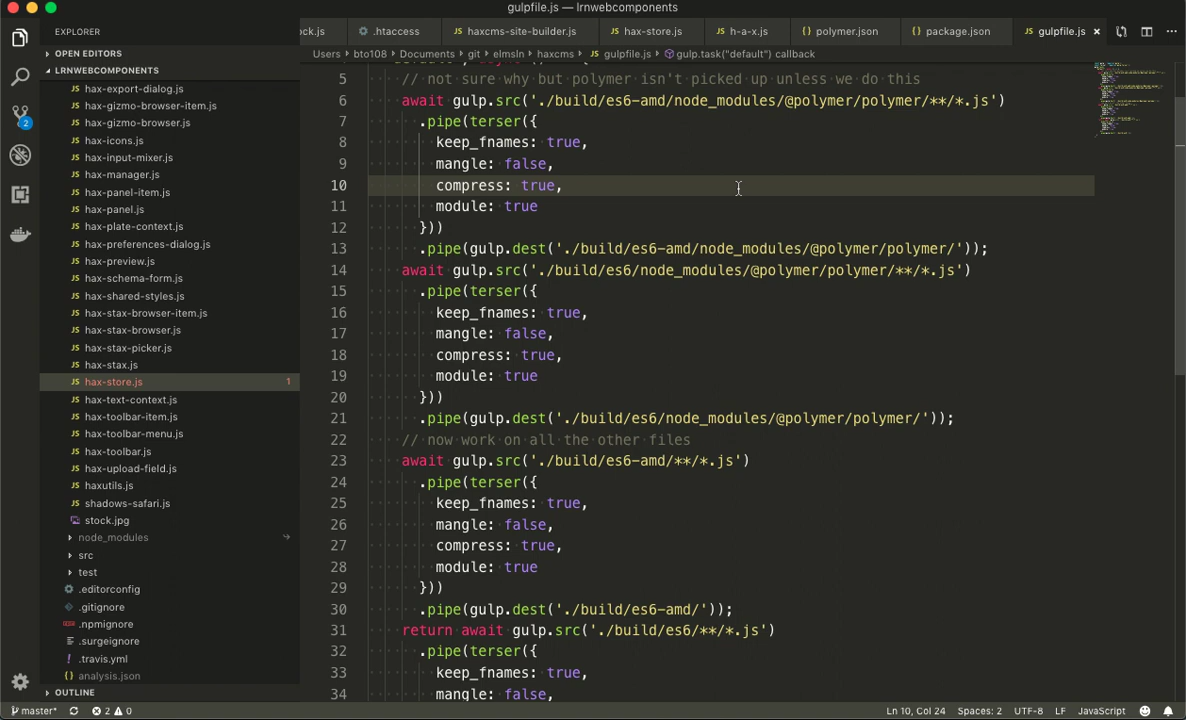 gulpfile.js — lrnwebcomponents
EXPLORER
ck.js
.htaccess
haxcms-site-builder.js
hax-store.js
h-a-x.js
polymer.json
package.json
gulpfile.js
OPEN EDITORS
Users › bto108 › Documents › git › elmsln › haxcms › gulpfile.js › gulp.task("default") callback
LRNWEBCOMPONENTS
hax-export-dialog.js
hax-gizmo-browser-item.js
hax-gizmo-browser.js
hax-icons.js
hax-input-mixer.js
hax-manager.js
hax-panel-item.js
hax-panel.js
hax-plate-context.js
hax-preferences-dialog.js
hax-preview.js
hax-schema-form.js
hax-shared-styles.js
hax-stax-browser-item.js
hax-stax-browser.js
hax-stax-picker.js
hax-stax.js
hax-store.js 1
hax-text-context.js
hax-toolbar-item.js
hax-toolbar-menu.js
hax-toolbar.js
hax-upload-field.js
haxutils.js
shadows-safari.js
stock.jpg
node_modules
src
test
.editorconfig
.gitignore
.npmignore
.surgeignore
.travis.yml
analysis.json
OUTLINE
2
5 // not sure why but polymer isn't picked up unless we do this
6 await gulp.src('./build/es6-amd/node_modules/@polymer/polymer/**/*.js')
7 .pipe(terser({
8 keep_fnames: true,
9 mangle: false,
10 compress: true,
11 module: true
12 }))
13 .pipe(gulp.dest('./build/es6-amd/node_modules/@polymer/polymer/'));
14 await gulp.src('./build/es6/node_modules/@polymer/polymer/**/*.js')
15 .pipe(terser({
16 keep_fnames: true,
17 mangle: false,
18 compress: true,
19 module: true
20 }))
21 .pipe(gulp.dest('./build/es6/node_modules/@polymer/polymer/'));
22 // now work on all the other files
23 await gulp.src('./build/es6-amd/**/*.js')
24 .pipe(terser({
25 keep_fnames: true,
26 mangle: false,
27 compress: true,
28 module: true
29 }))
30 .pipe(gulp.dest('./build/es6-amd/'));
31 return await gulp.src('./build/es6/**/*.js')
32 .pipe(terser({
33 keep_fnames: true,
34 mangle: false,
master* 2 0 Ln 10, Col 24 Spaces: 2 UTF-8 LF JavaScript